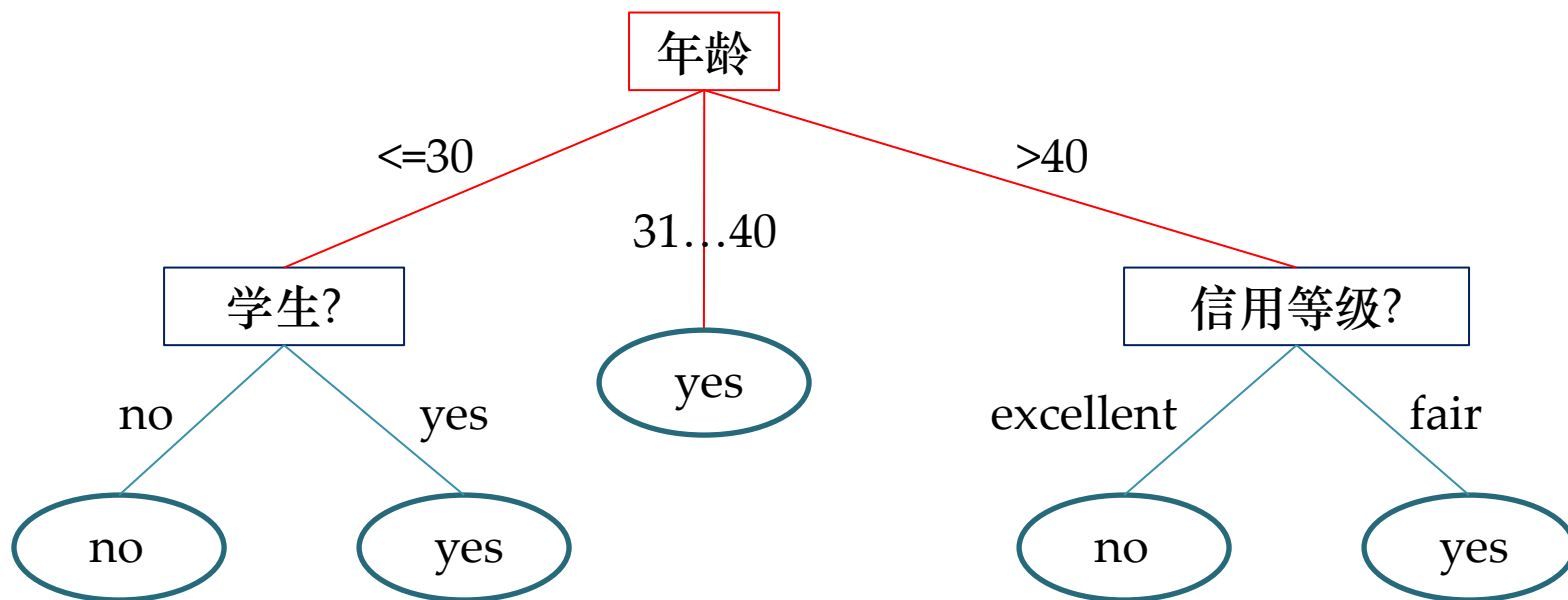 年龄
<=30
>40
31…40
学生?
信用等级?
yes
no
yes
excellent
fair
no
yes
no
yes